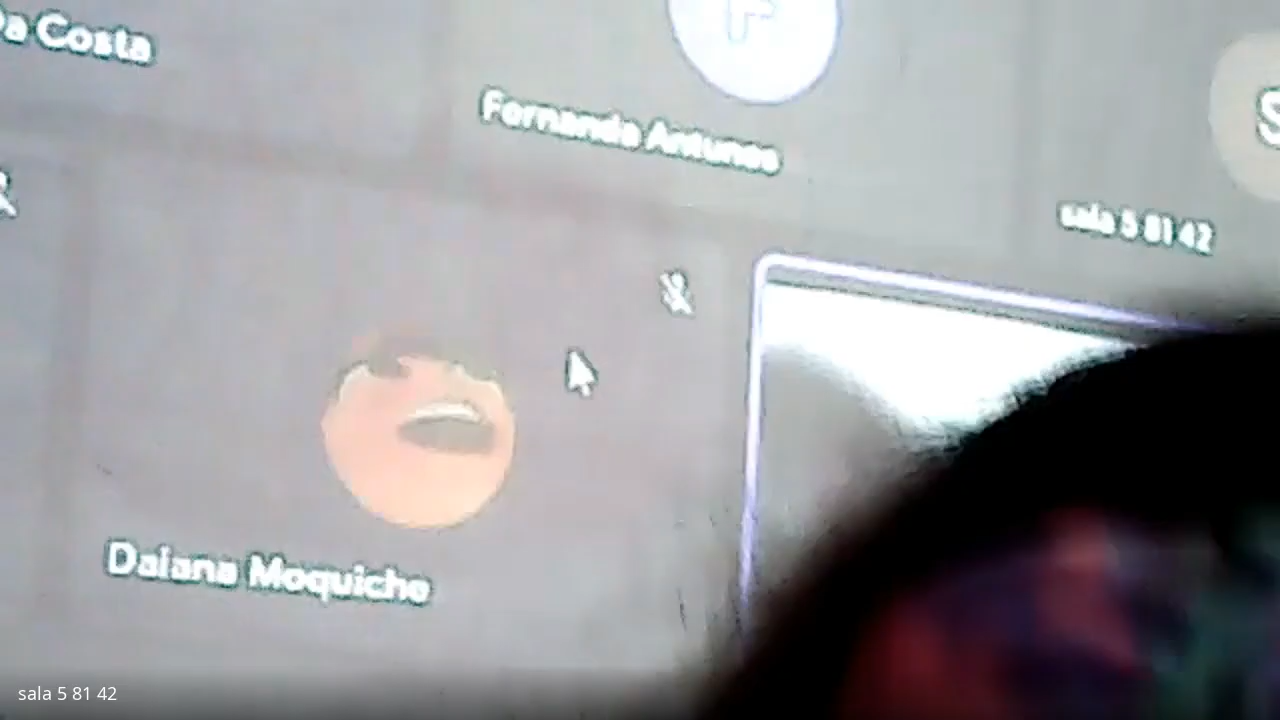 Da Costa
F
Fernanda Antunes
S
sala 5 81 42
Daiana Moquiche
sala 5 81 42